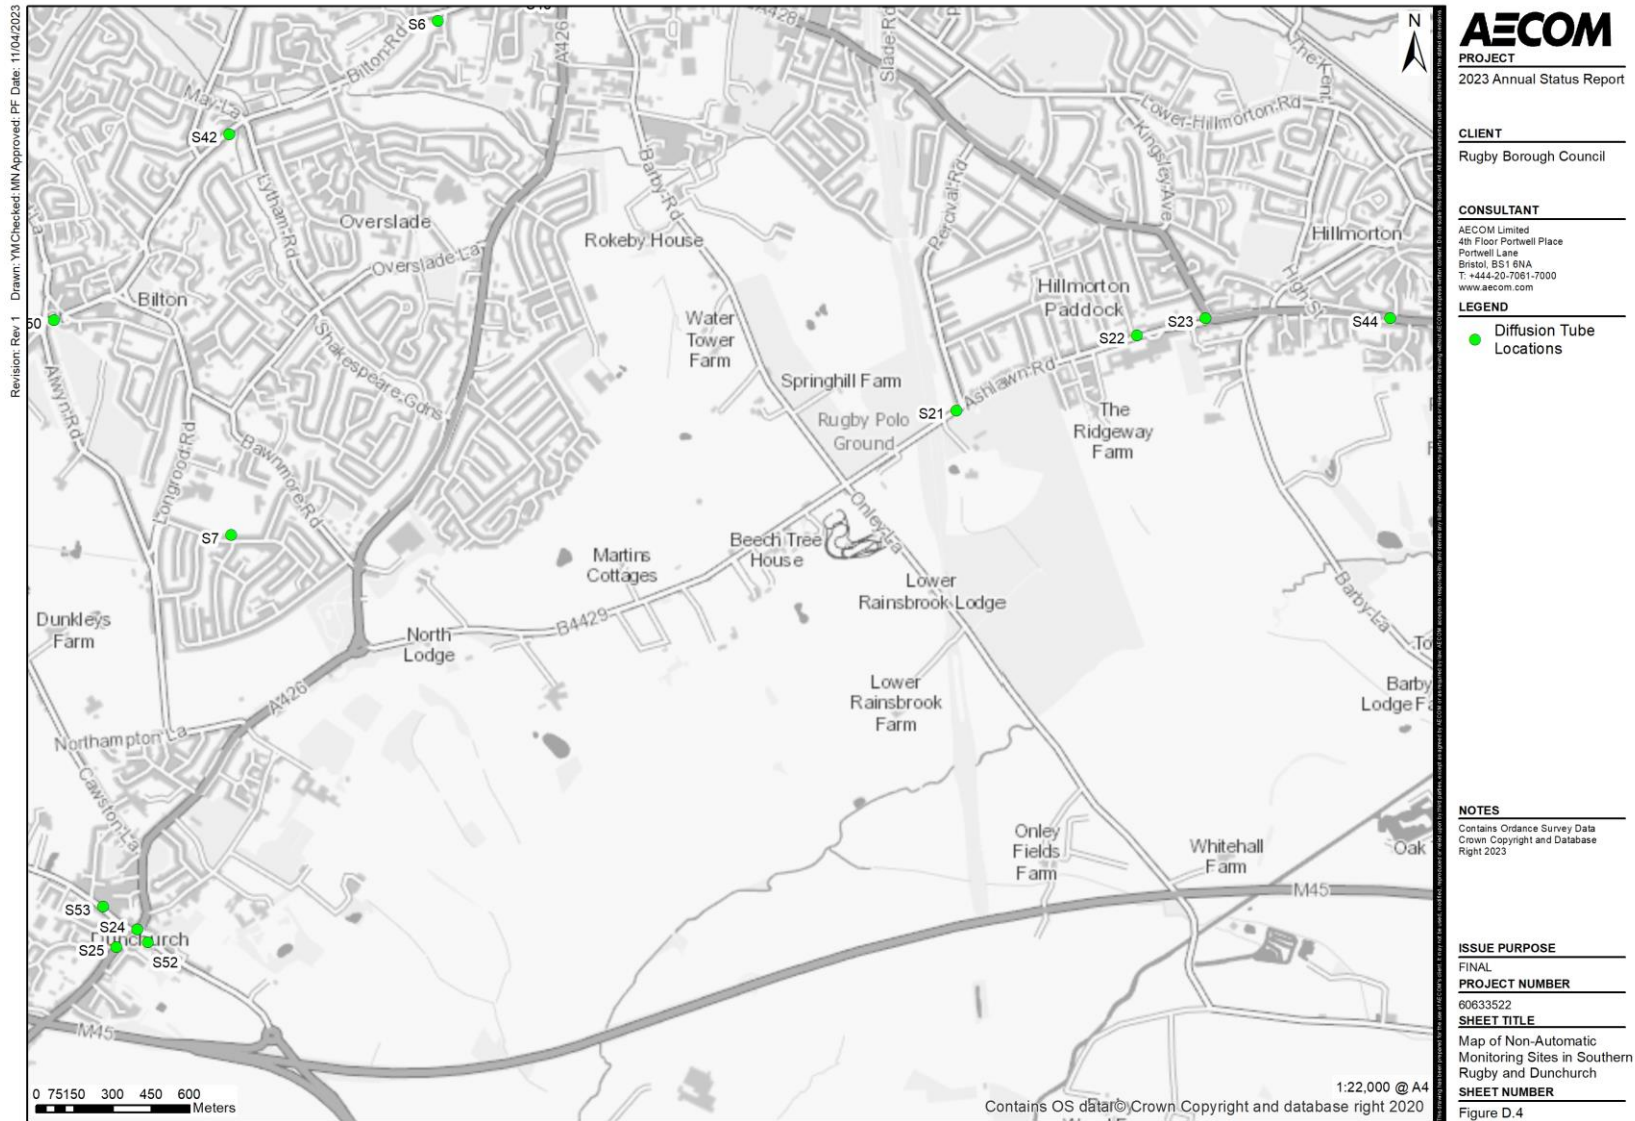 Revision: Rev 1 Drawn: YM Checked: MN Approved: PF Date: 11/04/2023
S6
A426
A428
Slade Rd
N
Bilton Rd
May La
S42
Lower Hillmorton Rd
Kingsley Ave
The Kent
Barby Rd
Lytham Rd
Overslade
Percival Rd
Rokeby House
Hillmorton
Overslade La
High St
Bilton
Hillmorton
Paddock
50
Water
Tower
Farm
S23
S44
S22
Shakespeare Gdns
Alwyn Rd
Springhill Farm
Ashlawn Rd
S21
Rugby Polo
Ground
The
Ridgeway
Farm
Longrood Rd
Bawnmore Rd
S7
Onley La
Beech Tree
House
Martins
Cottages
Lower
Rainsbrook Lodge
Barby La
Dunkleys
Farm
B4429
North
Lodge
To
Lower
Rainsbrook
Farm
Barby
Lodge Fa
A426
Northampton La
Cawston La
Onley
Fields
Farm
Whitehall
Farm
Oak
M45
S53
S24
Dunchurch
S25
S52
M45
0 75 150 300 450 600
Meters
1:22,000 @ A4
Contains OS data © Crown Copyright and database right 2020
AECOM
PROJECT
2023 Annual Status Report
CLIENT
Rugby Borough Council
CONSULTANT
AECOM Limited
4th Floor Portwell Place
Portwell Lane
Bristol, BS1 6NA
T: +444-20-7061-7000
www.aecom.com
LEGEND
Diffusion Tube
Locations
NOTES
Contains Ordance Survey Data
Crown Copyright and Database
Right 2023
ISSUE PURPOSE
FINAL
PROJECT NUMBER
60633522
SHEET TITLE
Map of Non-Automatic
Monitoring Sites in Southern
Rugby and Dunchurch
SHEET NUMBER
Figure D.4